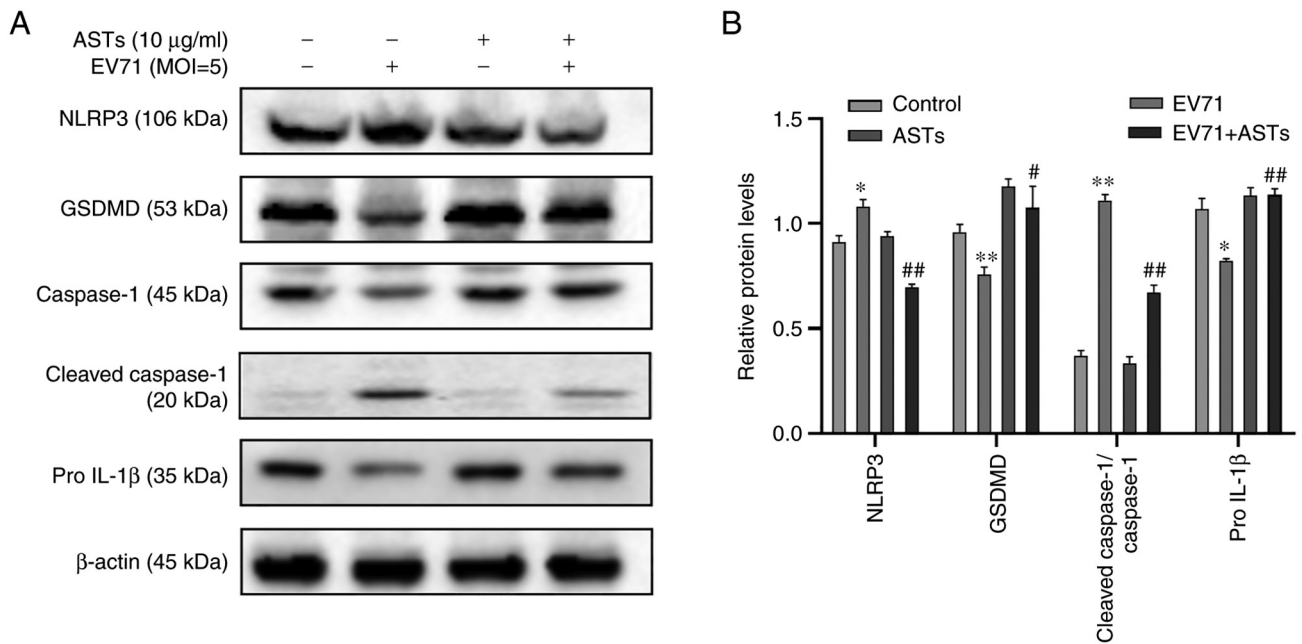 A
ASTs (10 μg/ml) – – + +
EV71 (MOI=5) – + – +
NLRP3 (106 kDa)
GSDMD (53 kDa)
Caspase-1 (45 kDa)
Cleaved caspase-1
(20 kDa)
Pro IL-1β (35 kDa)
β-actin (45 kDa)
B
Control
EV71
ASTs
EV71+ASTs
Relative protein levels
1.5
1.0
0.5
0.0
*
##
**
#
**
##
*
##
NLRP3
GSDMD
Cleaved caspase-1/
caspase-1
Pro IL-1β